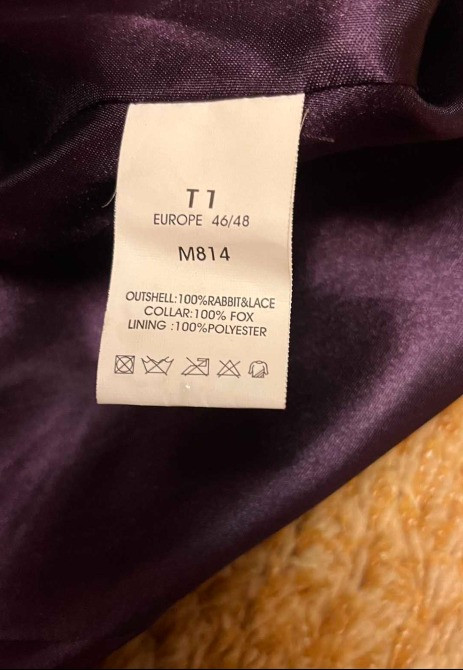 T1
EUROPE 46/48
M814
OUTSHELL:100%RABBIT&LACE
COLLAR:100% FOX
LINING :100%POLYESTER